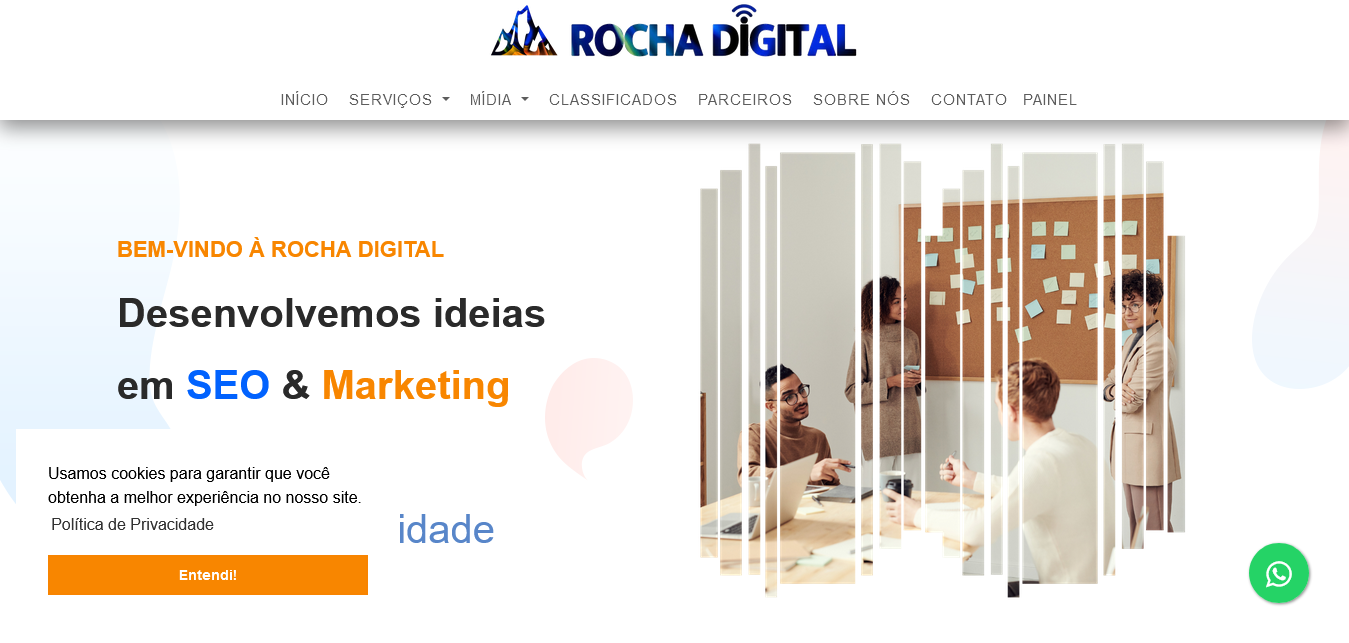 ROCHA DIGITAL
INÍCIO SERVIÇOS MÍDIA CLASSIFICADOS PARCEIROS SOBRE NÓS CONTATO PAINEL
BEM-VINDO À ROCHA DIGITAL
Desenvolvemos ideias
em SEO & Marketing
Usamos cookies para garantir que você
obtenha a melhor experiência no nosso site.
Política de Privacidade
idade
Entendi!